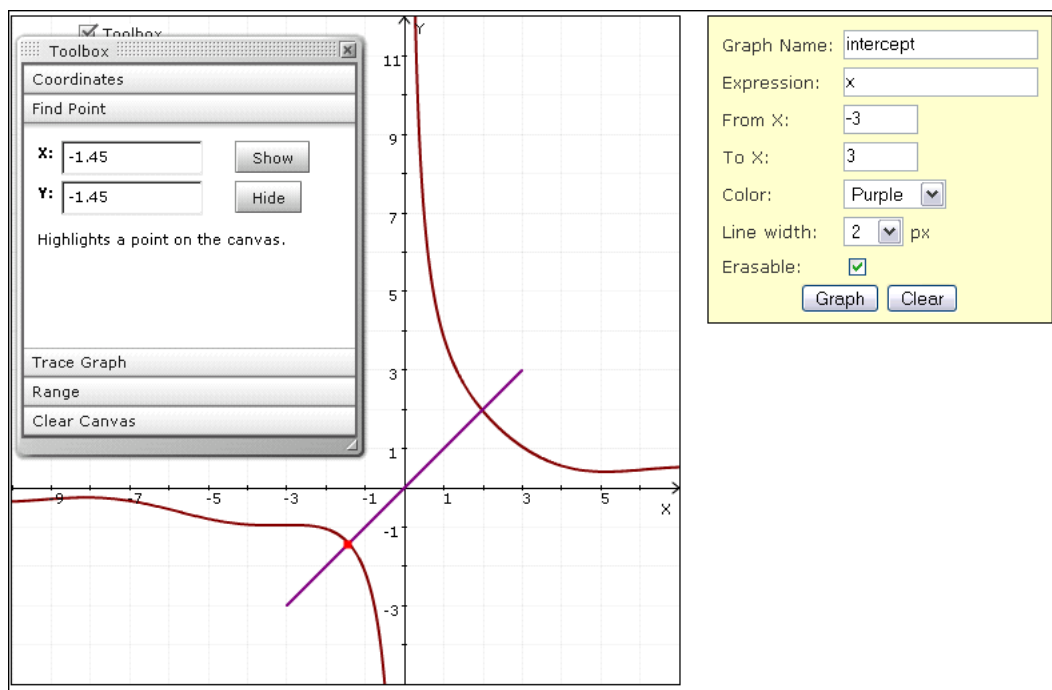 Toolbox
Toolbox
Coordinates
Find Point
X: -1.45 Show
Y: -1.45 Hide
Highlights a point on the canvas.
Trace Graph
Range
Clear Canvas
Y
11
9
7
5
3
1
-9 -7 -5 -3 -1 1 3 5
X
-1
-3
Graph Name: intercept
Expression: x
From X: -3
To X: 3
Color: Purple
Line width: 2 px
Erasable:
Graph Clear